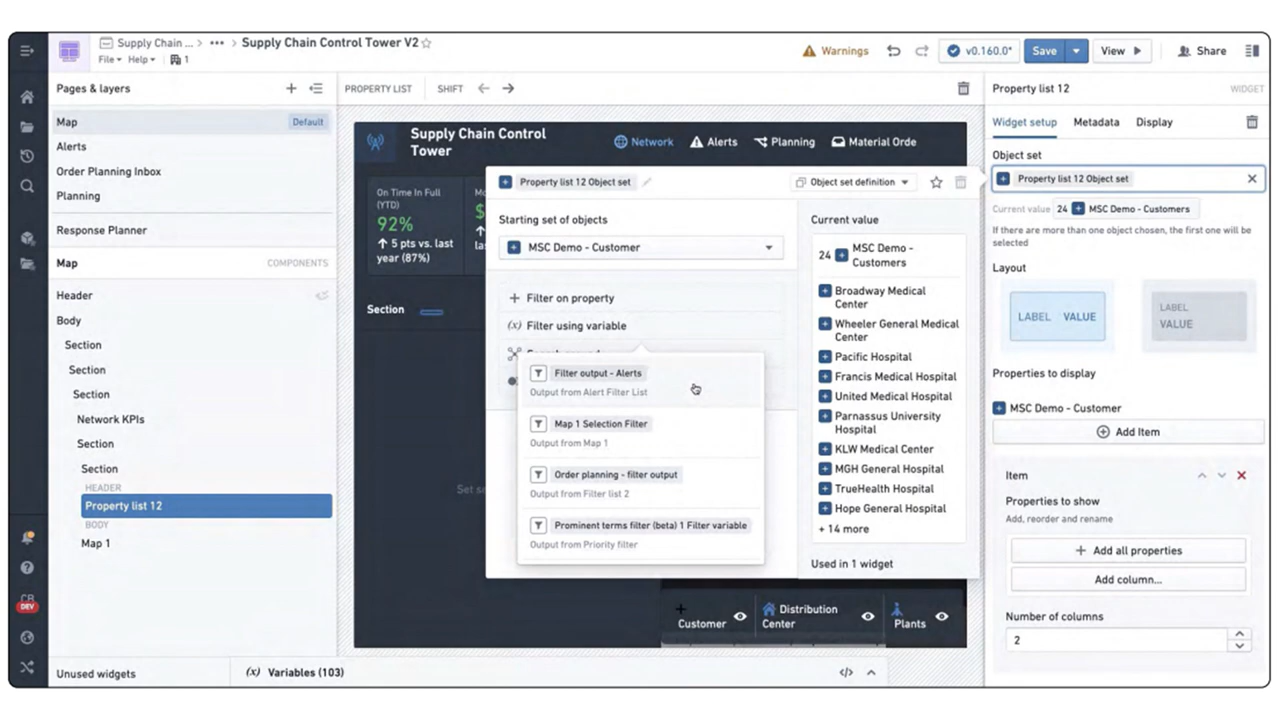 Supply Chain ... > ••• > Supply Chain Control Tower V2
File Help 1
Warnings
v0.160.0*
Save
View
Share
Pages & layers
Map Default
Alerts
Order Planning Inbox
Planning
Response Planner
Map COMPONENTS
Header
Body
Section
Section
Section
Network KPIs
Section
Section
HEADER
Property list 12
BODY
Map 1
Unused widgets
DEV
PROPERTY LIST SHIFT
Supply Chain Control
Tower
Network Alerts Planning Material Orde
On Time In Full
(YTD)
92%
5 pts vs. last
year (87%)
Mo
$
las
Section
Set se
Property list 12 Object set
Object set definition
Starting set of objects
MSC Demo - Customer
Filter on property
(x) Filter using variable
Filter output - Alerts
Output from Alert Filter List
Map 1 Selection Filter
Output from Map 1
Order planning - filter output
Output from Filter list 2
Prominent terms filter (beta) 1 Filter variable
Output from Priority filter
Current value
24 MSC Demo -
Customers
Broadway Medical
Center
Wheeler General Medical
Center
Pacific Hospital
Francis Medical Hospital
United Medical Hospital
Parnassus University
Hospital
KLW Medical Center
MGH General Hospital
TrueHealth Hospital
Hope General Hospital
+ 14 more
Used in 1 widget
Customer
Distribution
Center
Plants
(x) Variables (103)
</>
Property list 12 WIDGET
Widget setup Metadata Display
Object set
Property list 12 Object set
Current value 24 MSC Demo - Customers
If there are more than one object chosen, the first one will be
selected
Layout
LABEL VALUE
LABEL
VALUE
Properties to display
MSC Demo - Customer
Add Item
Item
Properties to show
Add, reorder and rename
Add all properties
Add column...
Number of columns
2